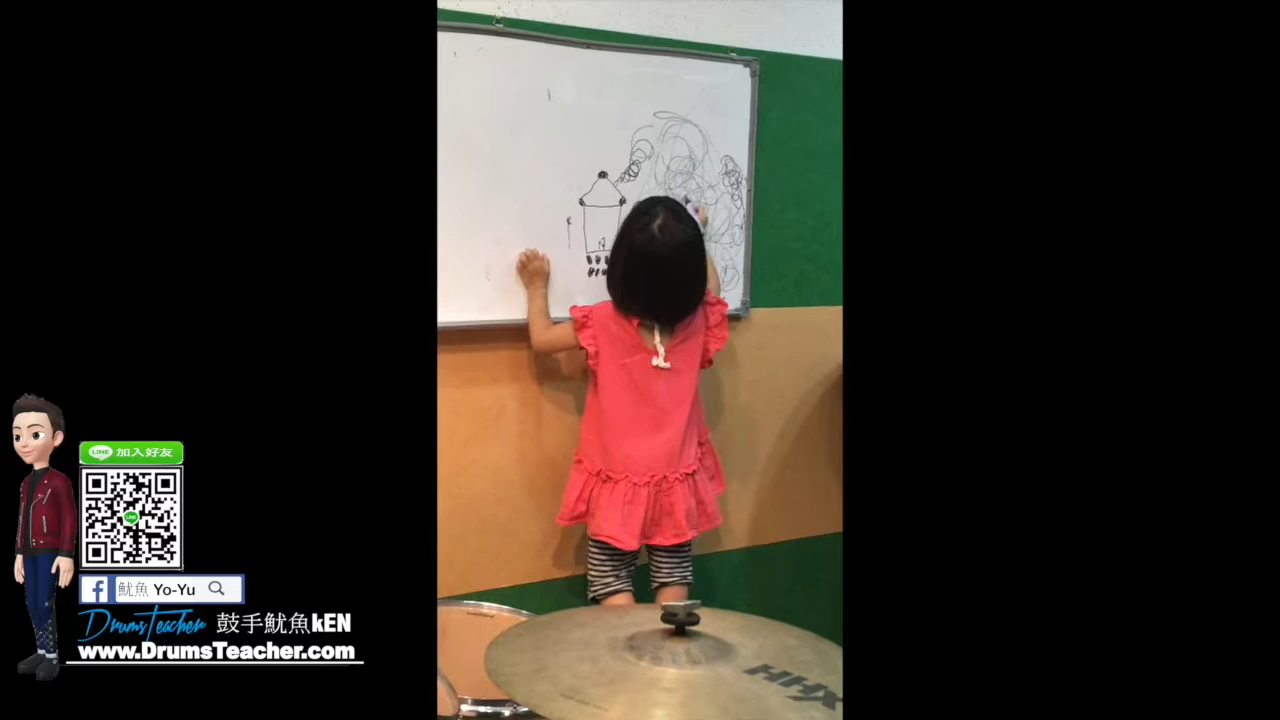 LINE 加入好友
LINE
f 魷魚 Yo-Yu
DrumsTeacher 鼓手魷魚kEN
www.DrumsTeacher.com
HHX